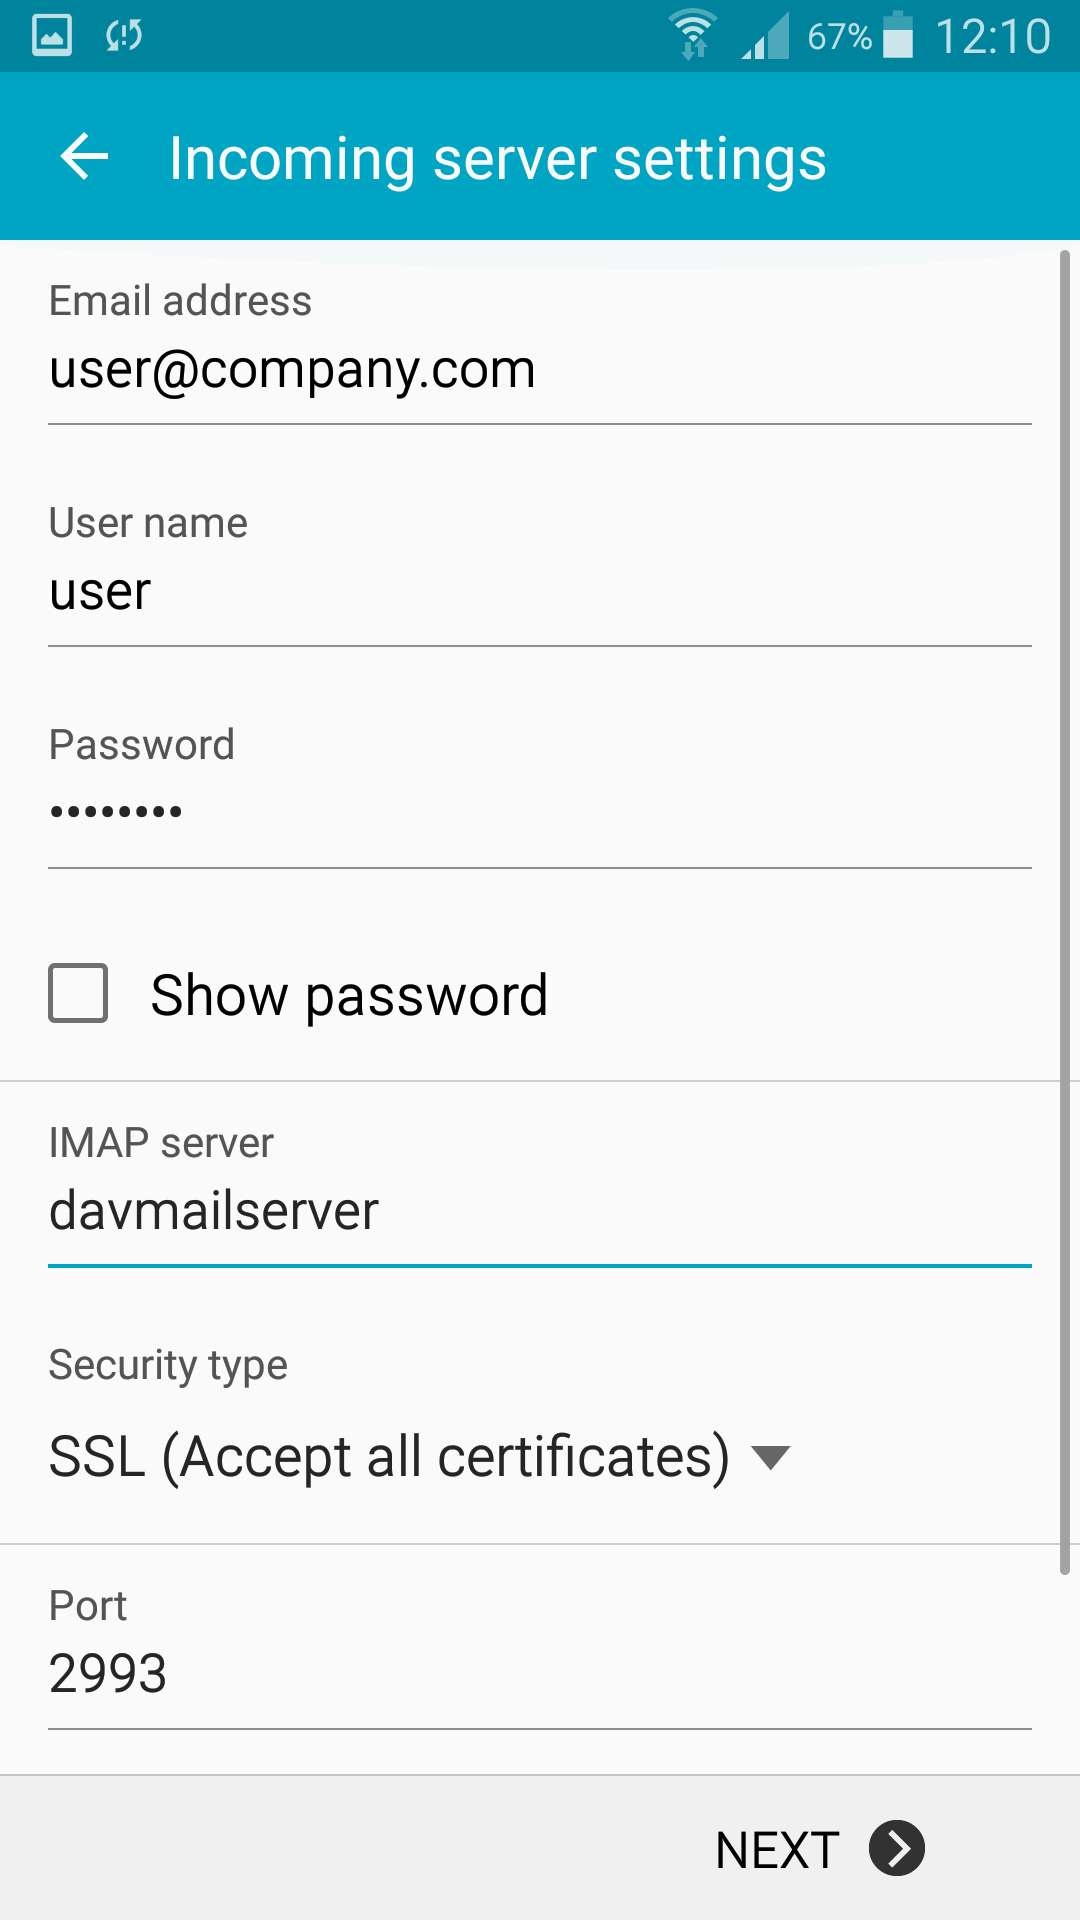 67% 12:10
Incoming server settings
Email address
user@company.com
User name
user
Password
••••••••
Show password
IMAP server
davmailserver
Security type
SSL (Accept all certificates)
Port
2993
NEXT